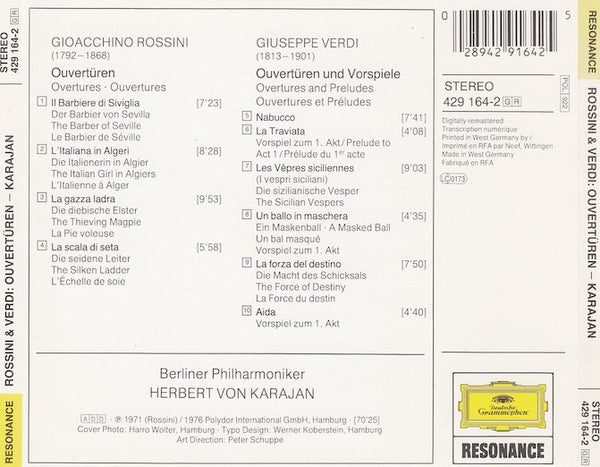 STEREO
429 164-2 GR
ROSSINI & VERDI: OUVERTÜREN – KARAJAN
RESONANCE
GIOACCHINO ROSSINI
(1792–1868)
Ouvertüren
Overtures · Ouvertures
1 Il Barbiere di Siviglia [7'23]
Der Barbier von Sevilla
The Barber of Seville
Le Barbier de Séville
2 L'Italiana in Algeri [8'28]
Die Italienerin in Algier
The Italian Girl in Algiers
L'Italienne à Alger
3 La gazza ladra [9'53]
Die diebische Elster
The Thieving Magpie
La Pie voleuse
4 La scala di seta [5'58]
Die seidene Leiter
The Silken Ladder
L'Échelle de soie
GIUSEPPE VERDI
(1813–1901)
Ouvertüren und Vorspiele
Overtures and Preludes
Ouvertures et Préludes
5 Nabucco [7'41]
6 La Traviata [4'08]
Vorspiel zum 1. Akt/Prelude to
Act 1/Prélude du 1er acte
7 Les Vêpres siciliennes [9'03]
(I vespri siciliani)
Die sizilianische Vesper
The Sicilian Vespers
8 Un ballo in maschera [4'35]
Ein Maskenball · A Masked Ball
Un bal masqué
Vorspiel zum 1. Akt
9 La forza del destino [7'50]
Die Macht des Schicksals
The Force of Destiny
La Force du destin
10 Aida [4'40]
Vorspiel zum 1. Akt
Berliner Philharmoniker
HERBERT VON KARAJAN
ADD · ℗ 1971 (Rossini) / 1976 Polydor International GmbH, Hamburg · [70'25]
Cover Photo: Harro Wolter, Hamburg · Typo Design: Werner Koberstein, Hamburg
Art Direction: Peter Schuppe
0 28942 91642 5
STEREO
429 164-2 GR
POL 922
Digitally remastered
Transcription numérique
Printed in West Germany by/
Imprimé en RFA par Neef, Wittingen
Made in West Germany
Fabriqué en RFA
LC 0173
Deutsche
Grammophon
RESONANCE
RESONANCE
ROSSINI & VERDI: OUVERTÜREN – KARAJAN
STEREO
429 164-2 GR